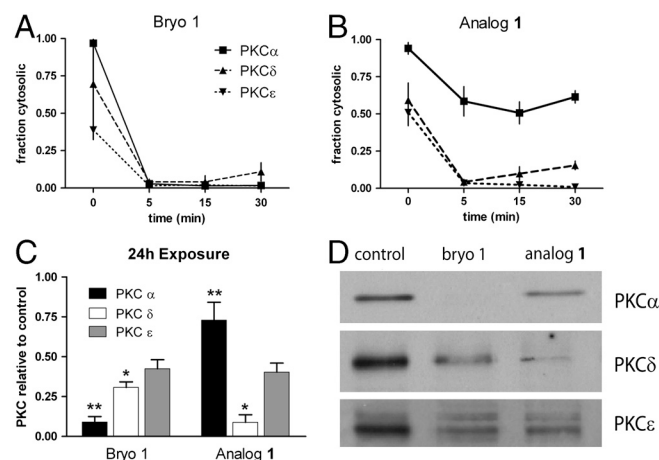 A
Bryo 1
fraction cytosolic
1.00
0.75
0.50
0.25
0.00
PKCα
PKCδ
PKCε
0
5
15
30
time (min)
B
Analog 1
fraction cytosolic
1.00
0.75
0.50
0.25
0.00
0
5
15
30
time (min)
C
24h Exposure
PKC relative to control
1.00
0.75
0.50
0.25
0.00
PKC α
PKC δ
PKC ε
**
*
**
*
Bryo 1
Analog 1
D
control bryo 1 analog 1
PKCα
PKCδ
PKCε